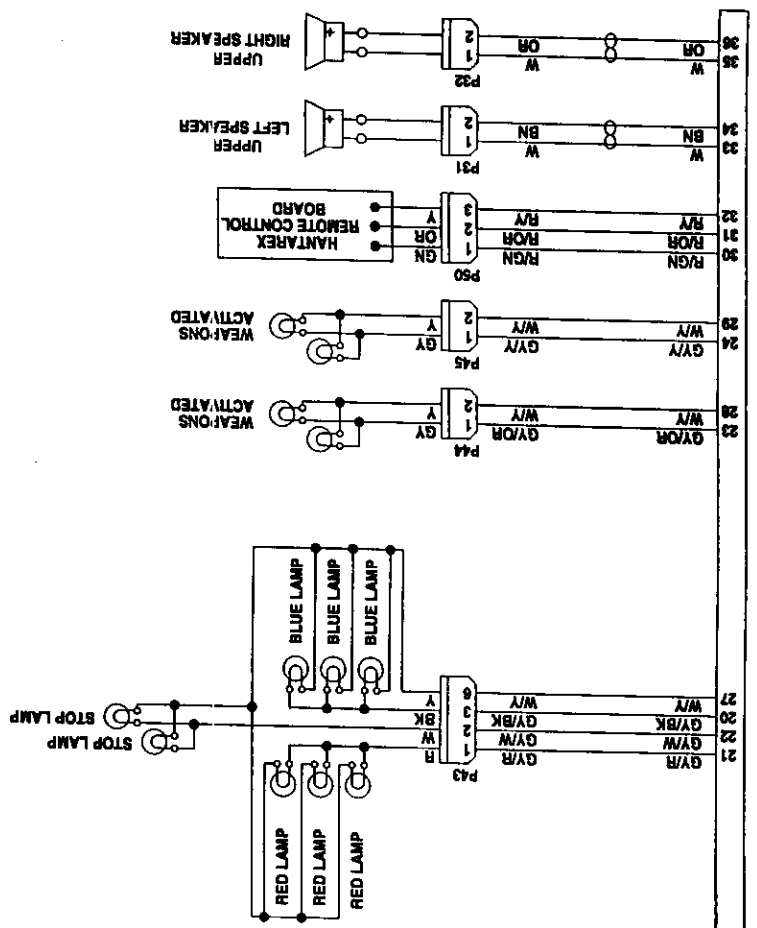 UPPER
RIGHT SPEAKER
+
2
1
P32
OR
W
OR
W
36
35
UPPER
LEFT SPEAKER
+
2
1
P31
BN
W
BN
W
34
33
HANTAREX
REMOTE CONTROL
BOARD
Y
OR
GN
3
2
1
P50
R/Y
R/OR
R/GN
R/Y
R/OR
R/GN
32
31
30
WEAPONS
ACTIVATED
Y
GY
2
1
P45
W/Y
GY/Y
W/Y
GY/Y
29
24
WEAPONS
ACTIVATED
Y
GY
2
1
P44
W/Y
GY/OR
W/Y
GY/OR
28
23
BLUE LAMP
BLUE LAMP
BLUE LAMP
STOP LAMP
STOP LAMP
Y
BK
W
R
6
3
2
1
P43
W/Y
GY/BK
GY/W
GY/R
W/Y
GY/BK
GY/W
GY/R
27
20
22
21
RED LAMP
RED LAMP
RED LAMP